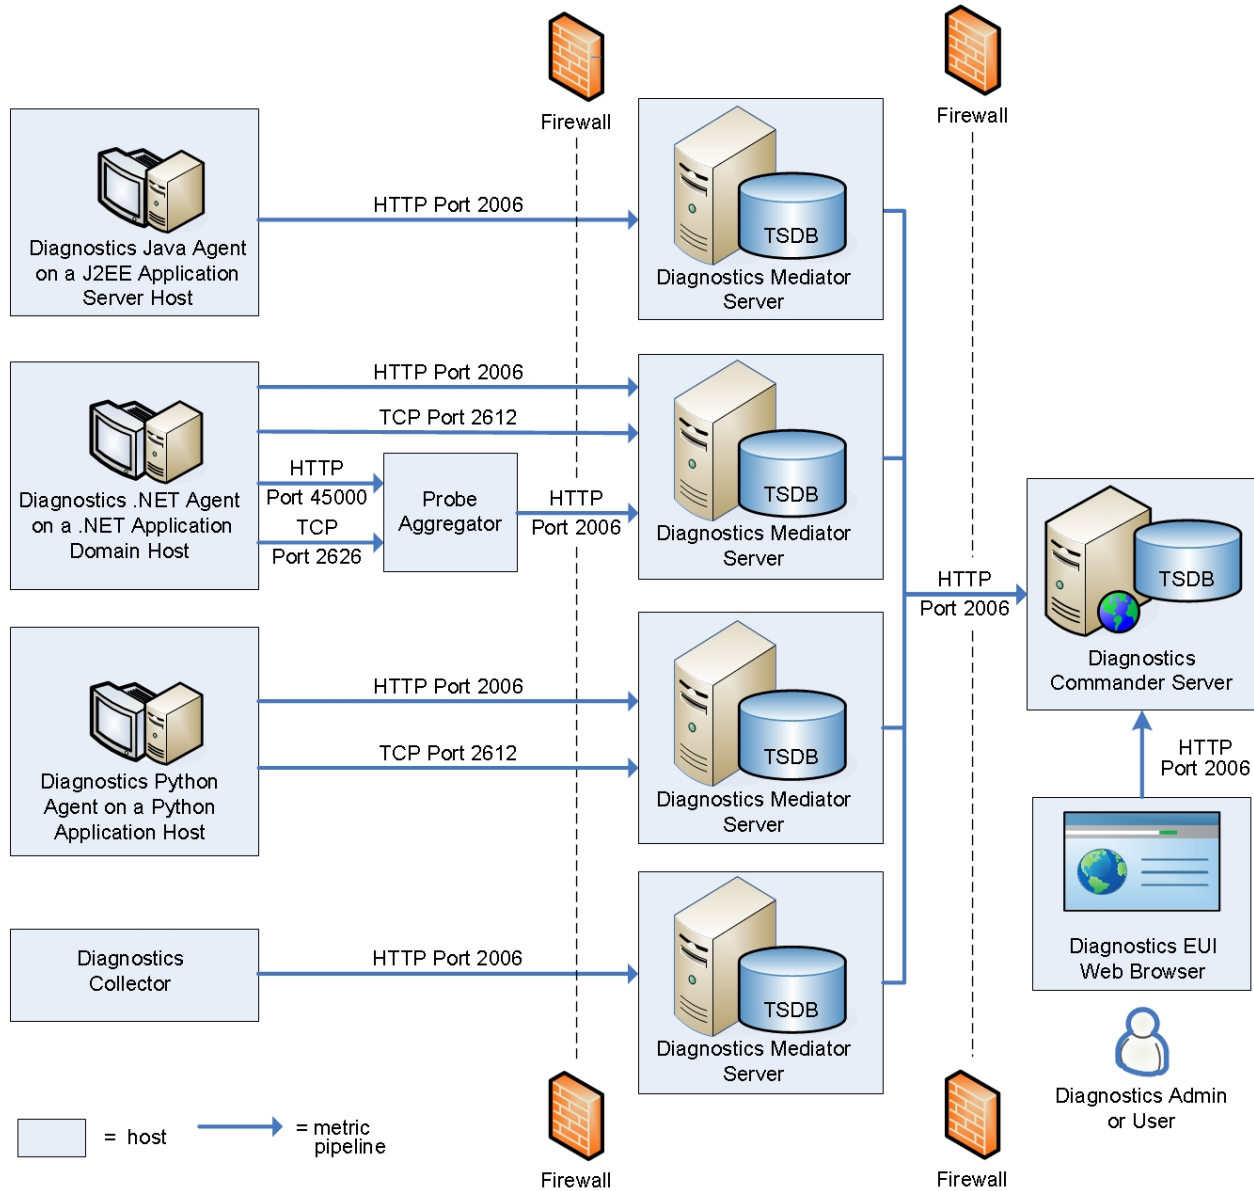 Firewall
Firewall
Diagnostics Java Agent
on a J2EE Application
Server Host
HTTP Port 2006
TSDB
Diagnostics Mediator
Server
Diagnostics .NET Agent
on a .NET Application
Domain Host
HTTP Port 2006
TCP Port 2612
HTTP
Port 45000
TCP
Port 2626
Probe
Aggregator
HTTP
Port 2006
TSDB
Diagnostics Mediator
Server
HTTP
Port 2006
TSDB
Diagnostics
Commander Server
Diagnostics Python
Agent on a Python
Application Host
HTTP Port 2006
TCP Port 2612
TSDB
Diagnostics Mediator
Server
HTTP
Port 2006
Diagnostics EUI
Web Browser
Diagnostics
Collector
HTTP Port 2006
TSDB
Diagnostics Mediator
Server
Diagnostics Admin
or User
= host
= metric
pipeline
Firewall
Firewall